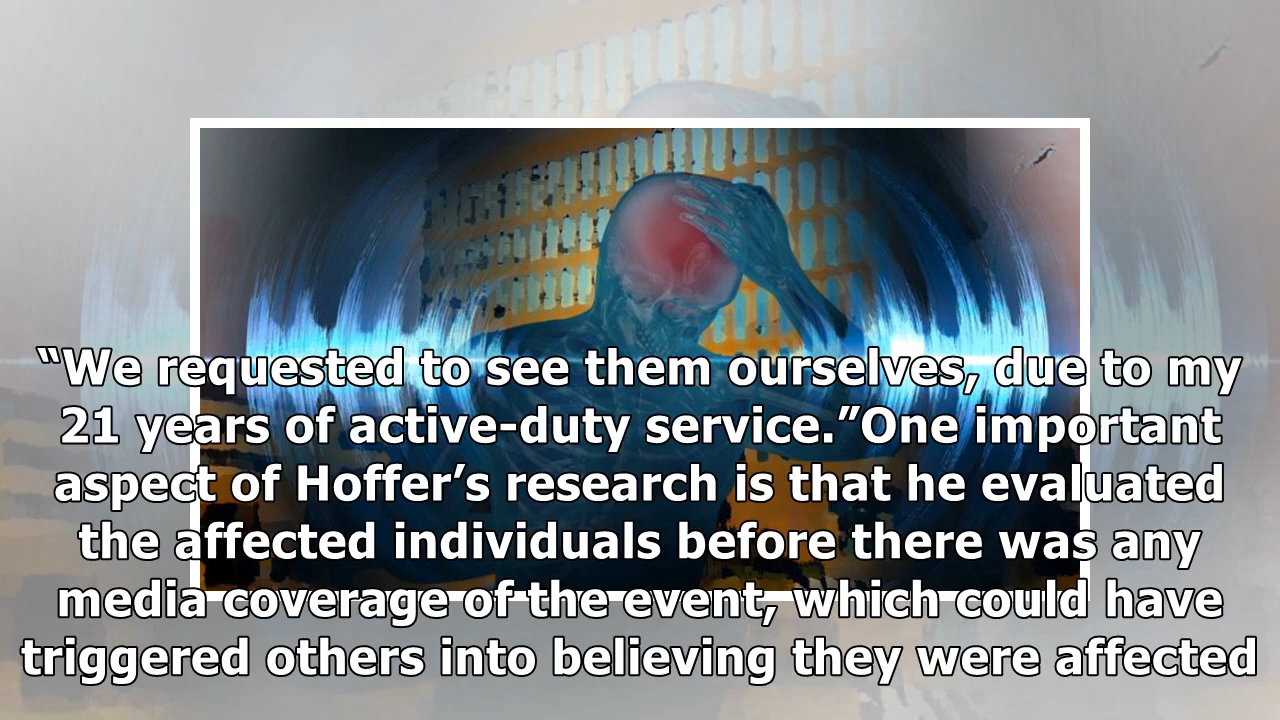 “We requested to see them ourselves, due to my
21 years of active-duty service.”One important
aspect of Hoffer’s research is that he evaluated
the affected individuals before there was any
media coverage of the event, which could have
triggered others into believing they were affected